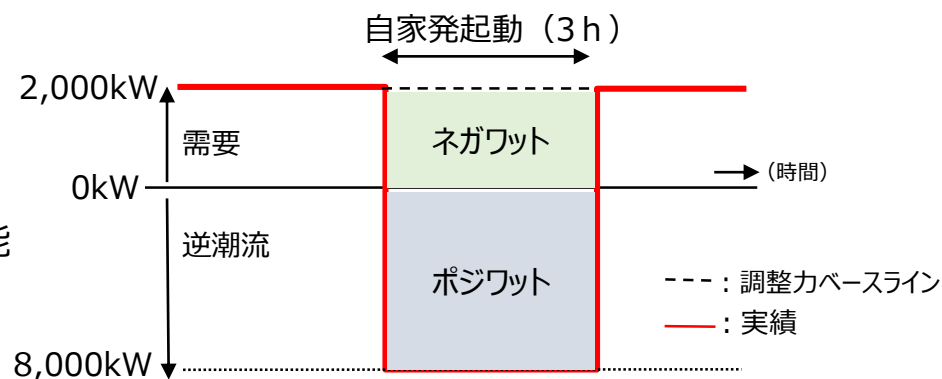 自家発起動（3ｈ）
2,000kW
需要
ネガワット
0kW
（時間）
能
逆潮流
ポジワット
---：調整力ベースライン
：実績
8,000kW